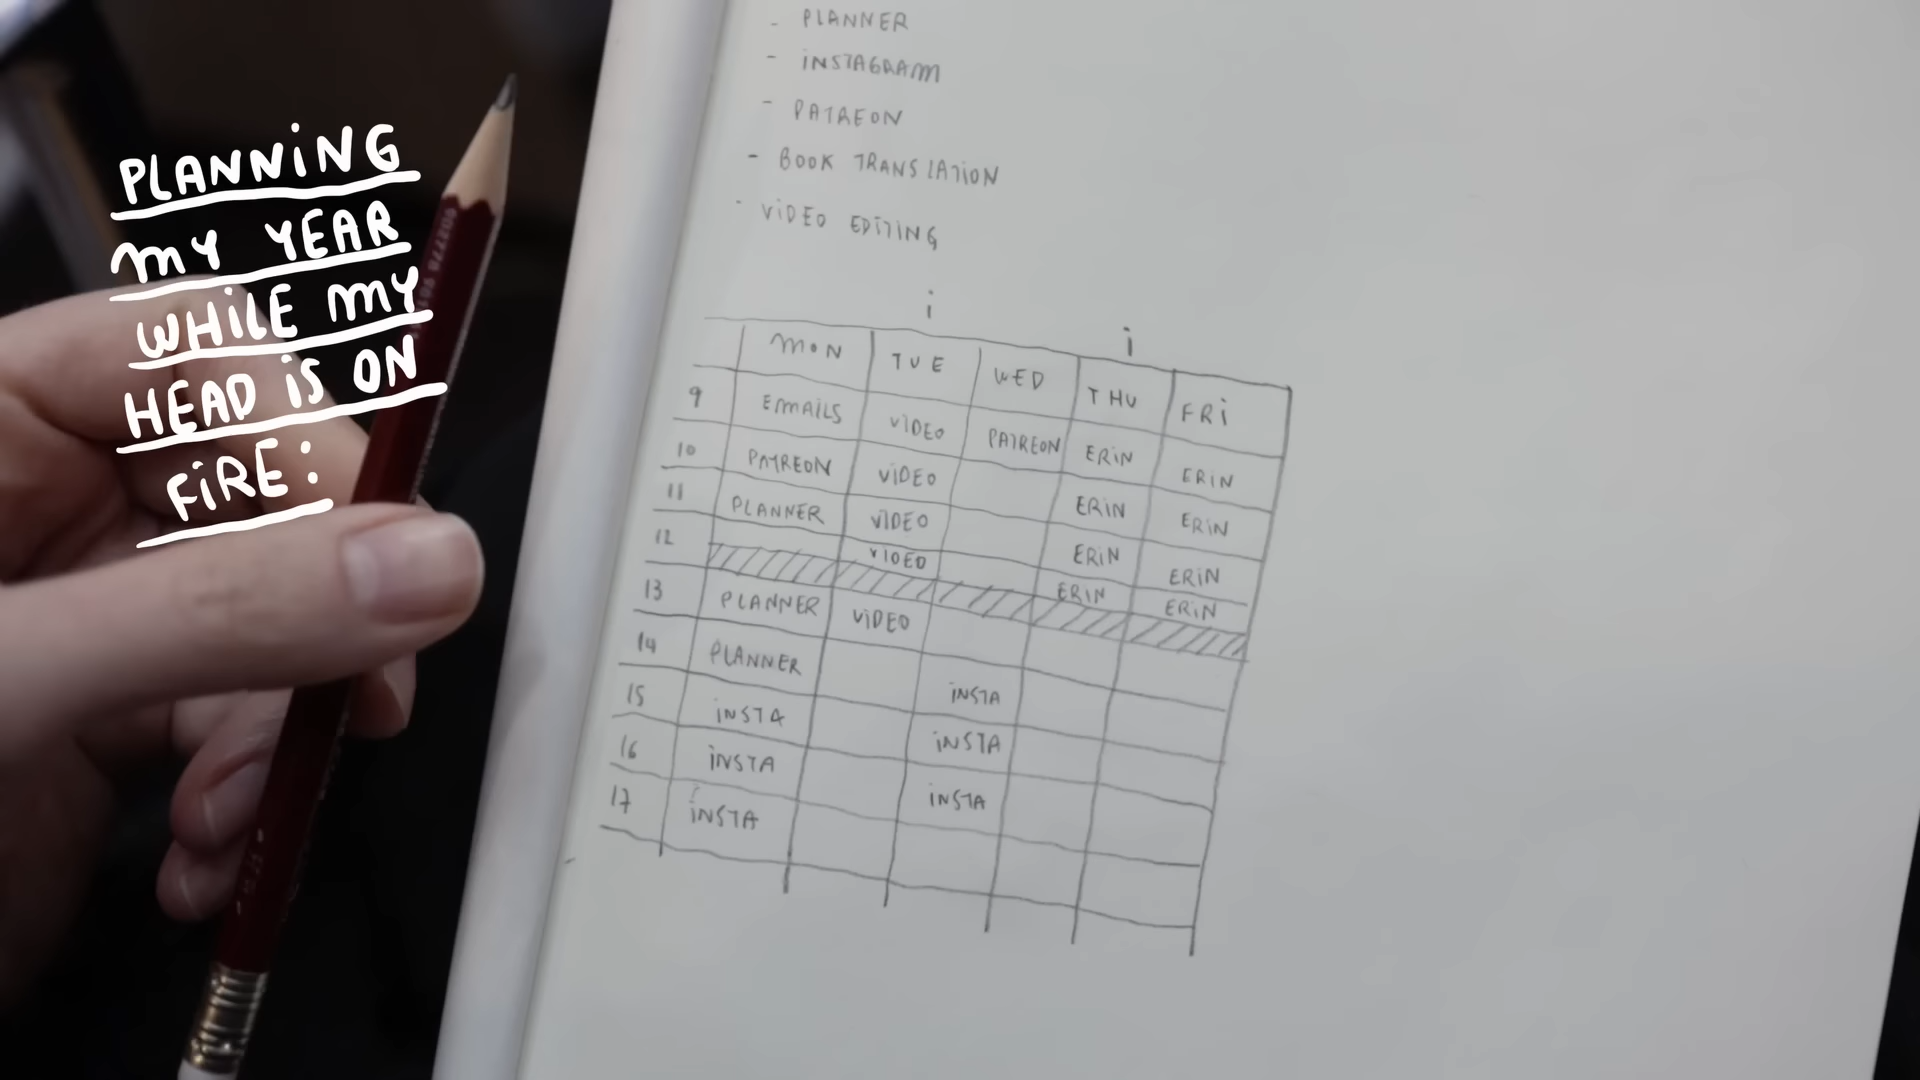 PLANNiNG
MY YEAR
WHiLE MY
HEAD iS ON
FiRE:
- PLANNER
- iNSTAGRAM
- PATREON
- BOOK TRANSLATION
- ViDEO EDiTiNG
i i
MON TUE WED THU FRi
9 EMAiLS ViDEO PATREON ERiN ERiN
10 PATREON ViDEO ERiN ERiN
11 PLANNER ViDEO ERiN ERiN
12 ViDEO ERiN ERiN
13 PLANNER ViDEO
14 PLANNER iNSTA
15 iNSTA iNSTA
16 iNSTA iNSTA
17 iNSTA